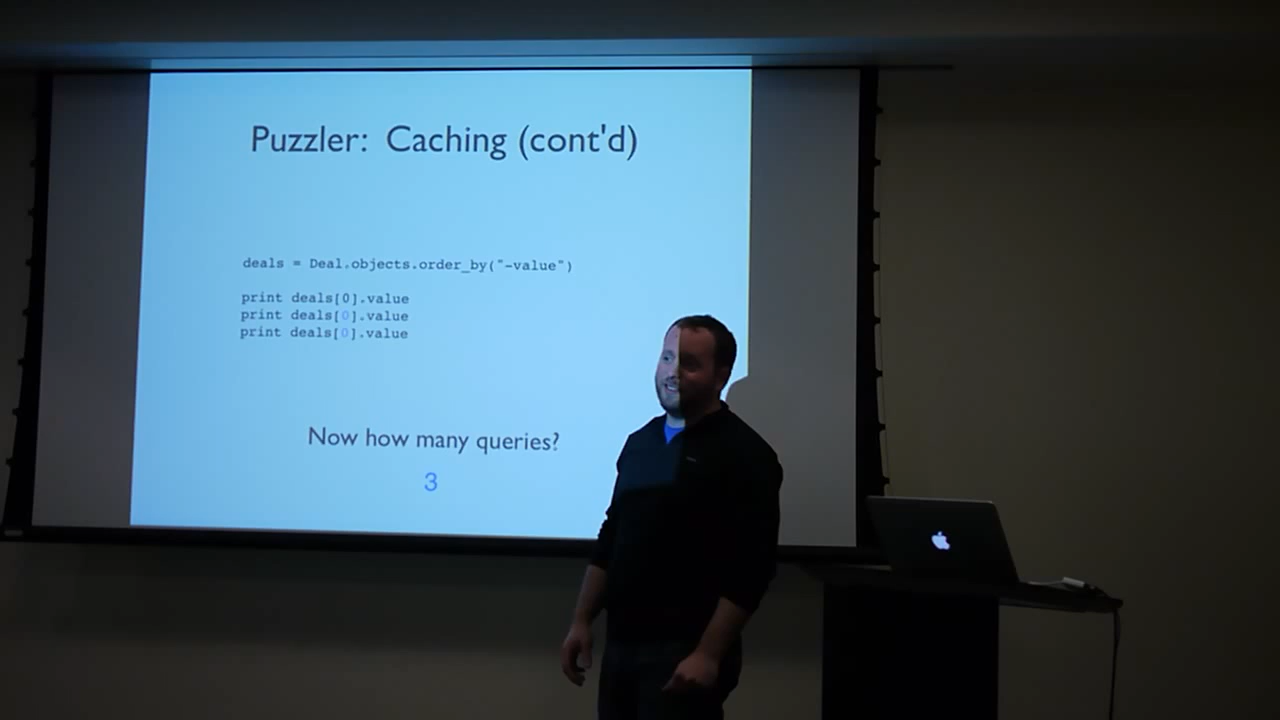 Puzzler: Caching (cont'd)
deals = Deal.objects.order_by("-value")
print deals[0].value
print deals[0].value
print deals[0].value
Now how many queries?
3